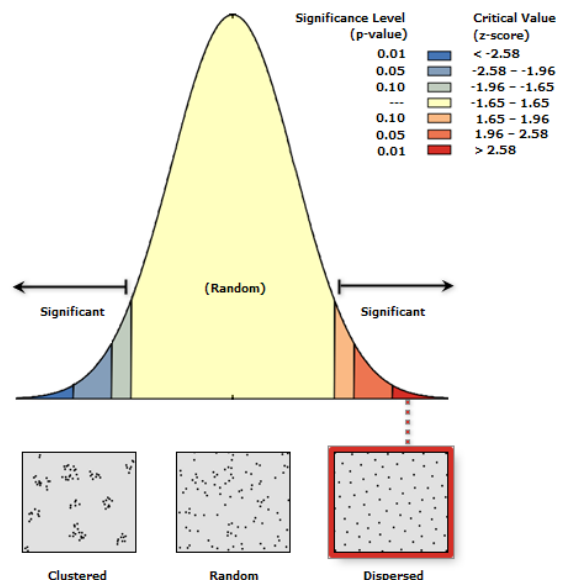 Significance Level
(p-value)
Critical Value
(z-score)
0.01 < -2.58
0.05 -2.58 – -1.96
0.10 -1.96 – -1.65
--- -1.65 – 1.65
0.10 1.65 – 1.96
0.05 1.96 – 2.58
0.01 > 2.58
(Random)
Significant
Significant
Clustered
Random
Dispersed